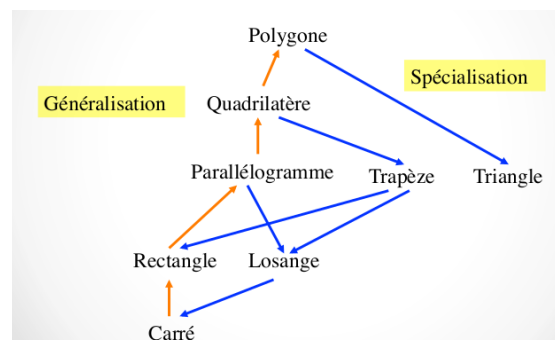 Polygone
Spécialisation
Généralisation
Quadrilatère
Parallélogramme
Trapèze
Triangle
Rectangle
Losange
Carré